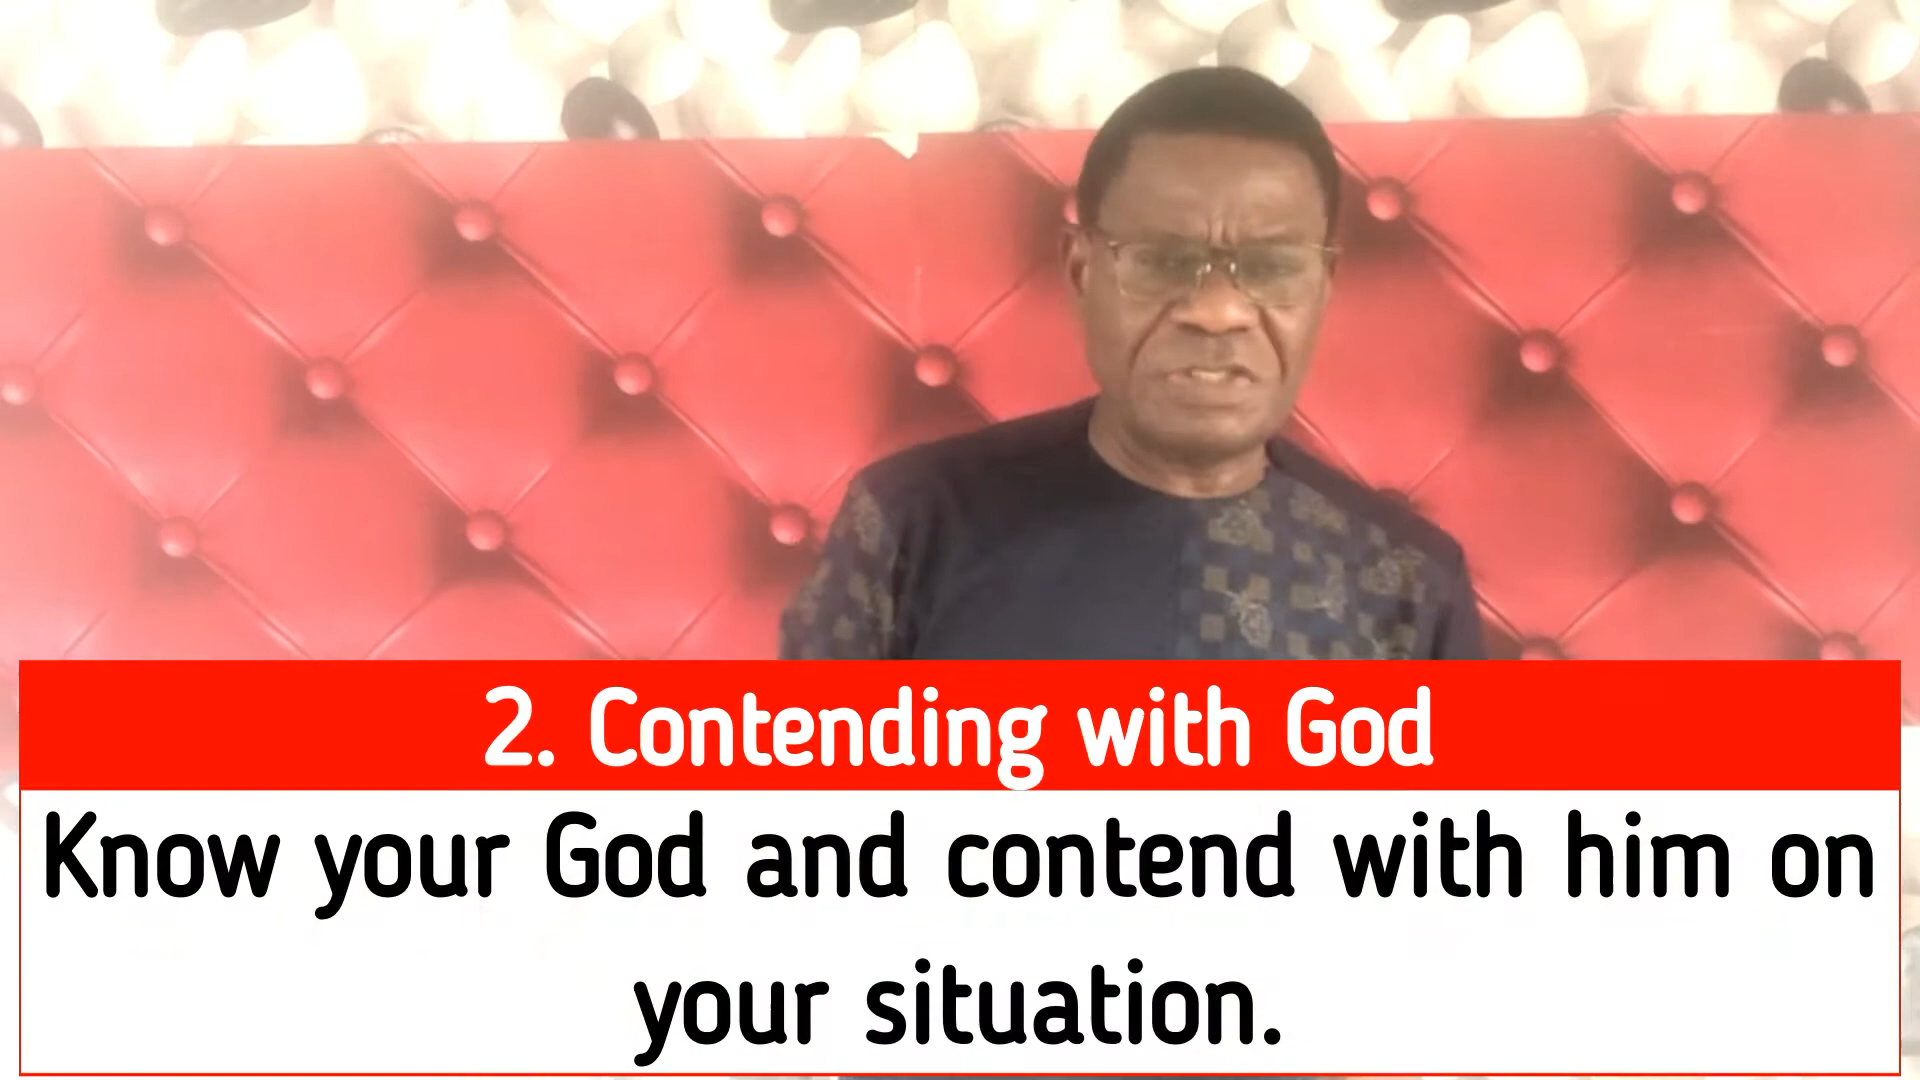 2. Contending with God
Know your God and contend with him on
your situation.